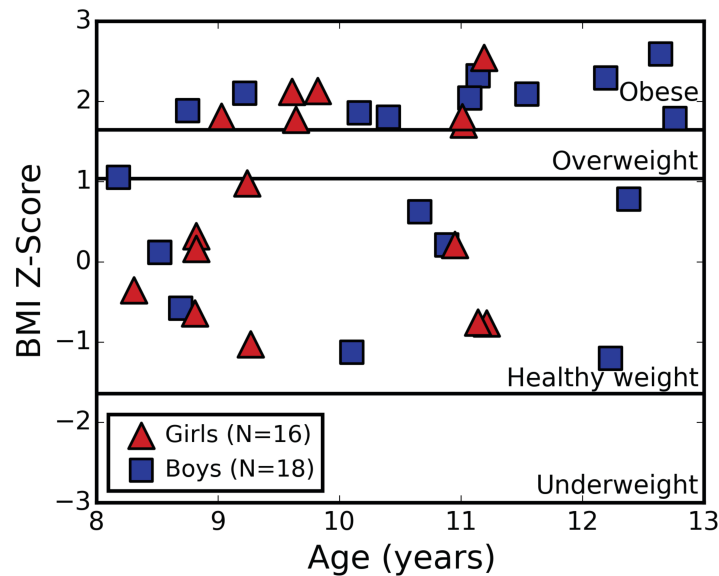 3
2
1
0
−1
−2
−3
BMI Z-Score
Obese
Overweight
Healthy weight
Underweight
Girls (N=16)
Boys (N=18)
8 9 10 11 12 13
Age (years)